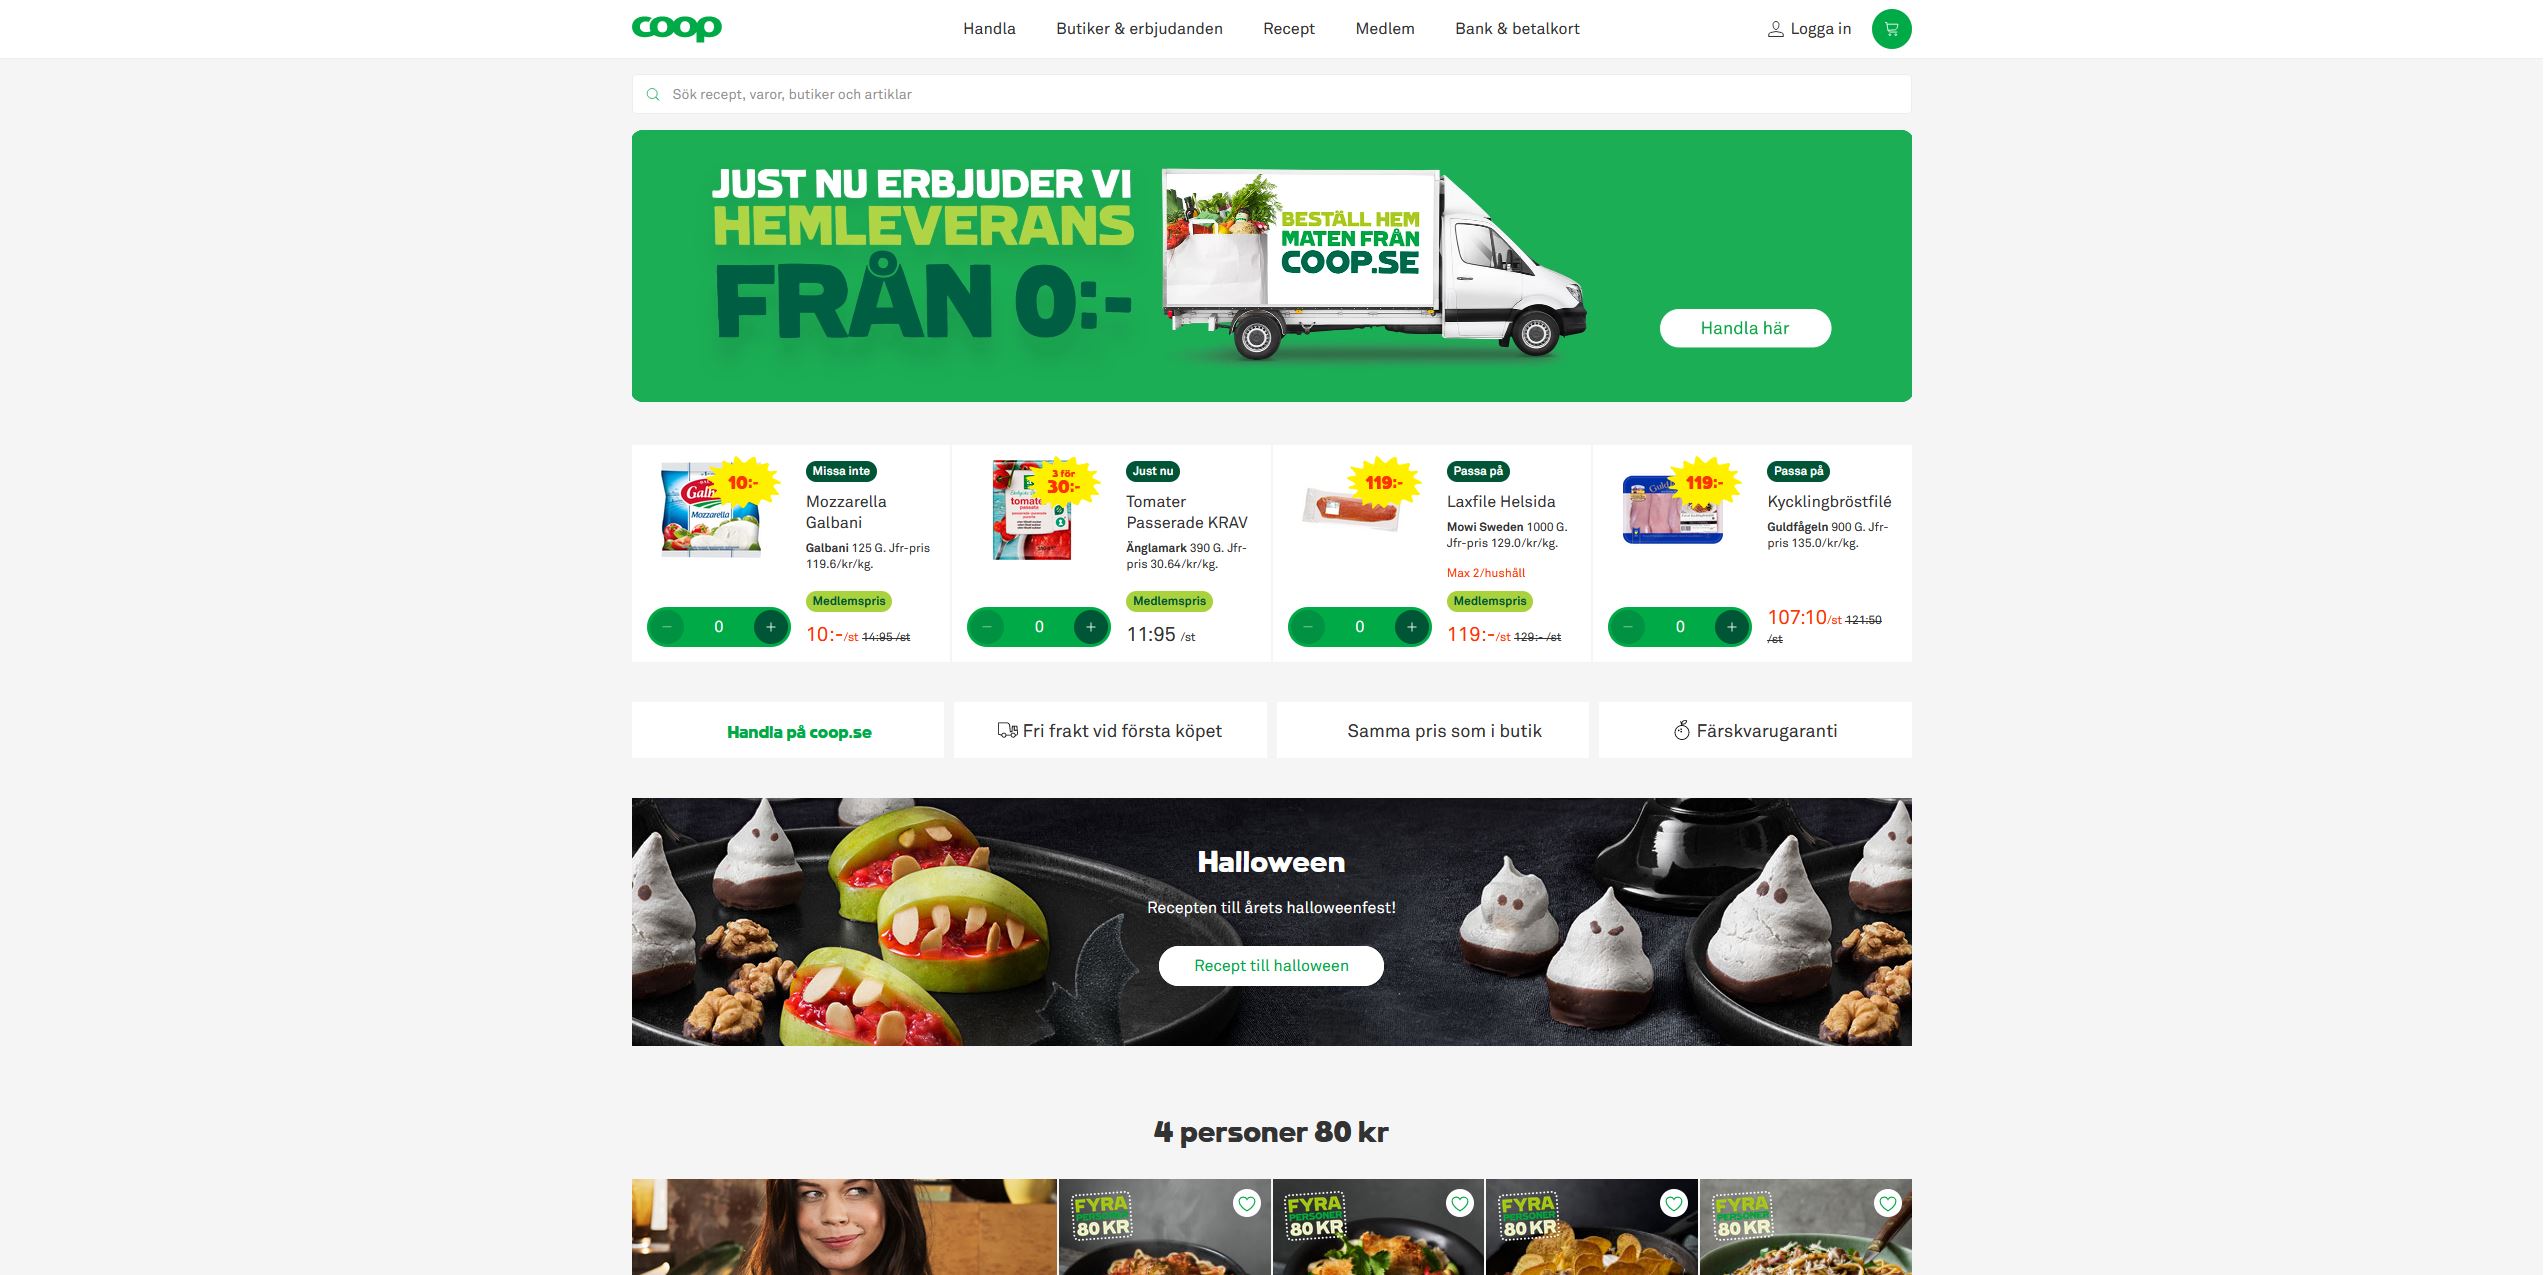 coop
Handla
Butiker & erbjudanden
Recept
Medlem
Bank & betalkort
Logga in
Sök recept, varor, butiker och artiklar
JUST NU ERBJUDER VI
HEMLEVERANS
FRÅN 0:-
BESTÄLL HEM
MATEN FRÅN
COOP.SE
Handla här
Galbani
Mozzarella
10:-
Missa inte
Mozzarella
Galbani
Galbani 125 G. Jfr-pris
119.6/kr/kg.
Medlemspris
0
10:-/st 14:95 /st
3 för
30:-
Just nu
Tomater
Passerade KRAV
Änglamark 390 G. Jfr-
pris 30.64/kr/kg.
Medlemspris
0
11:95 /st
119:-
Passa på
Laxfile Helsida
Mowi Sweden 1000 G.
Jfr-pris 129.0/kr/kg.
Max 2/hushåll
Medlemspris
0
119:-/st 129:- /st
119:-
Passa på
Kycklingbröstfilé
Guldfågeln 900 G. Jfr-
pris 135.0/kr/kg.
0
107:10/st 121:50
/st
Handla på coop.se
Fri frakt vid första köpet
Samma pris som i butik
Färskvarugaranti
Halloween
Recepten till årets halloweenfest!
Recept till halloween
4 personer 80 kr
FYRA
PERSONER
80 KR
FYRA
PERSONER
80 KR
FYRA
PERSONER
80 KR
FYRA
PERSONER
80 KR